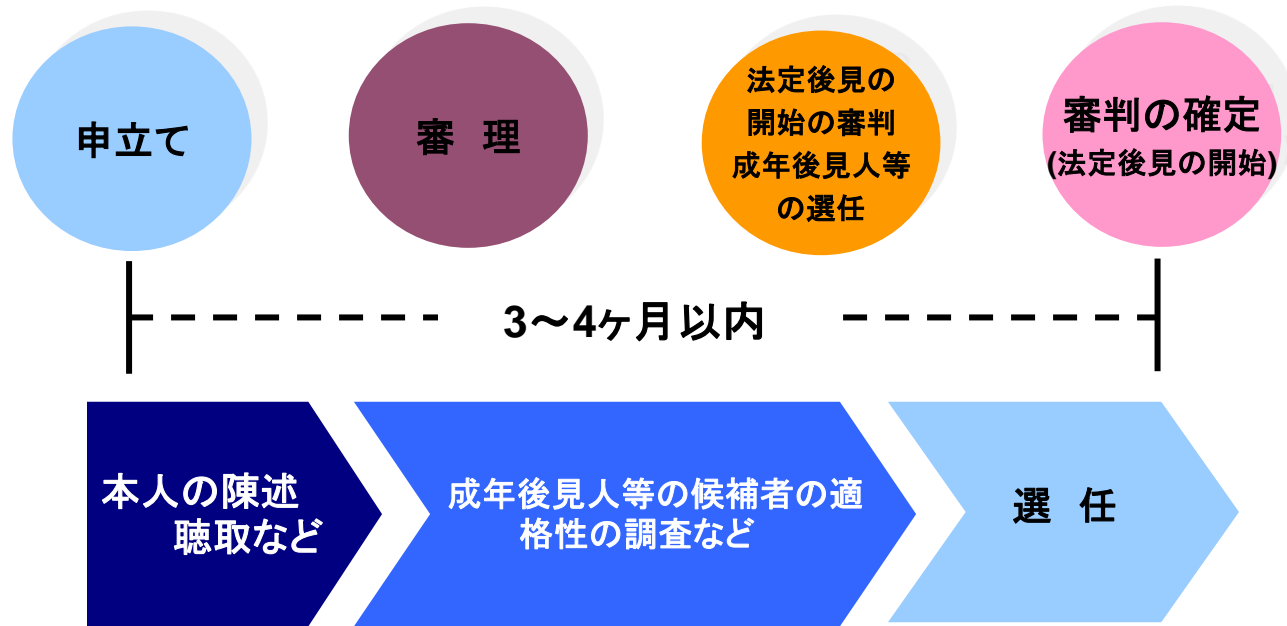 申立て
審　理
法定後見の
開始の審判
成年後見人等
の選任
審判の確定
(法定後見の開始)
3～4ヶ月以内
本人の陳述
聴取など
成年後見人等の候補者の適
格性の調査など
選　任